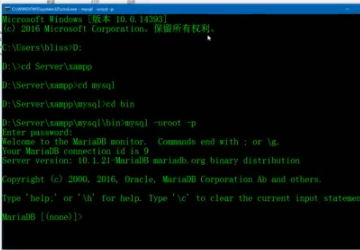 C:\WINDOWS\system32\cmd.exe - mysql -uroot -p
Microsoft Windows [版本 10.0.14393]
(c) 2016 Microsoft Corporation。保留所有权利。
C:\Users\bliss>D:
D:\>cd Server\xampp
D:\Server\xampp>cd mysql
D:\Server\xampp\mysql>cd bin
D:\Server\xampp\mysql\bin>mysql -uroot -p
Enter password:
Welcome to the MariaDB monitor.  Commands end with ; or \g.
Your MariaDB connection id is 9
Server version: 10.1.21-MariaDB mariadb.org binary distribution
Copyright (c) 2000, 2016, Oracle, MariaDB Corporation Ab and others.
Type 'help;' or '\h' for help. Type '\c' to clear the current input statemen
MariaDB [(none)]>